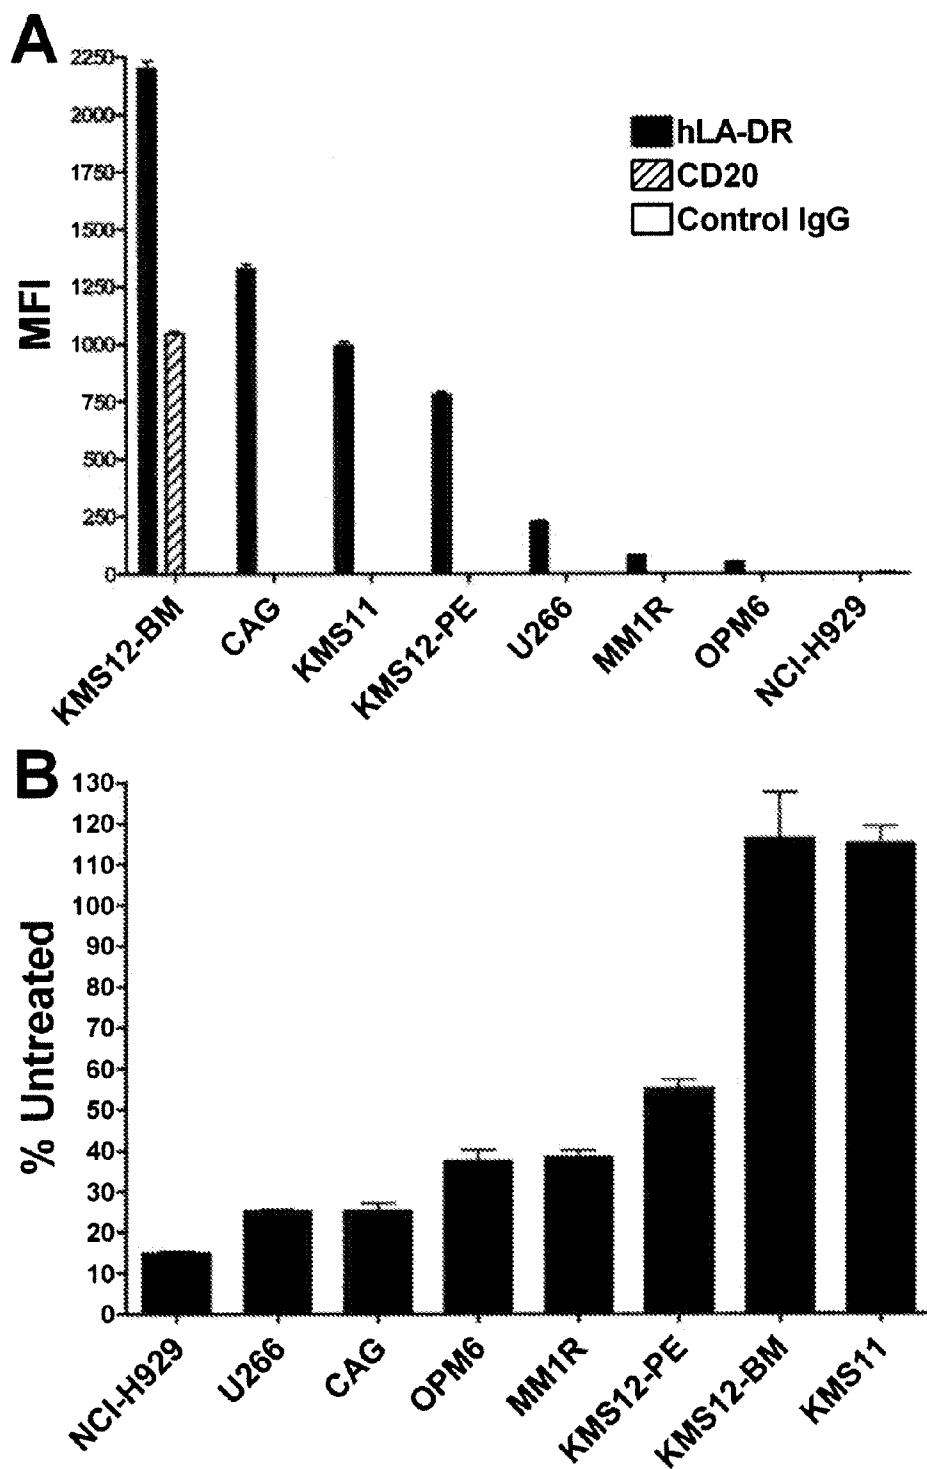 A
2250
2000
1750
1500
1250
1000
750
500
250
0
MFI
hLA-DR
CD20
Control IgG
KMS12-BM
CAG
KMS11
KMS12-PE
U266
MM1R
OPM6
NCI-H929
B
130
120
110
100
90
80
70
60
50
40
30
20
10
0
% Untreated
NCI-H929
U266
CAG
OPM6
MM1R
KMS12-PE
KMS12-BM
KMS11